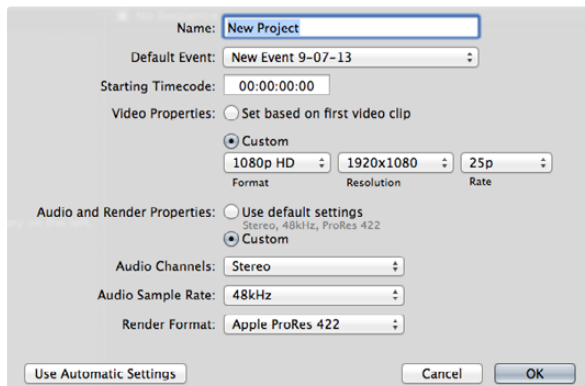 Name: New Project
Default Event: New Event 9-07-13
Starting Timecode: 00:00:00:00
Video Properties: Set based on first video clip
Custom
1080p HD 1920x1080 25p
Format Resolution Rate
Audio and Render Properties: Use default settings
Stereo, 48kHz, ProRes 422
Custom
Audio Channels: Stereo
Audio Sample Rate: 48kHz
Render Format: Apple ProRes 422
Use Automatic Settings Cancel OK